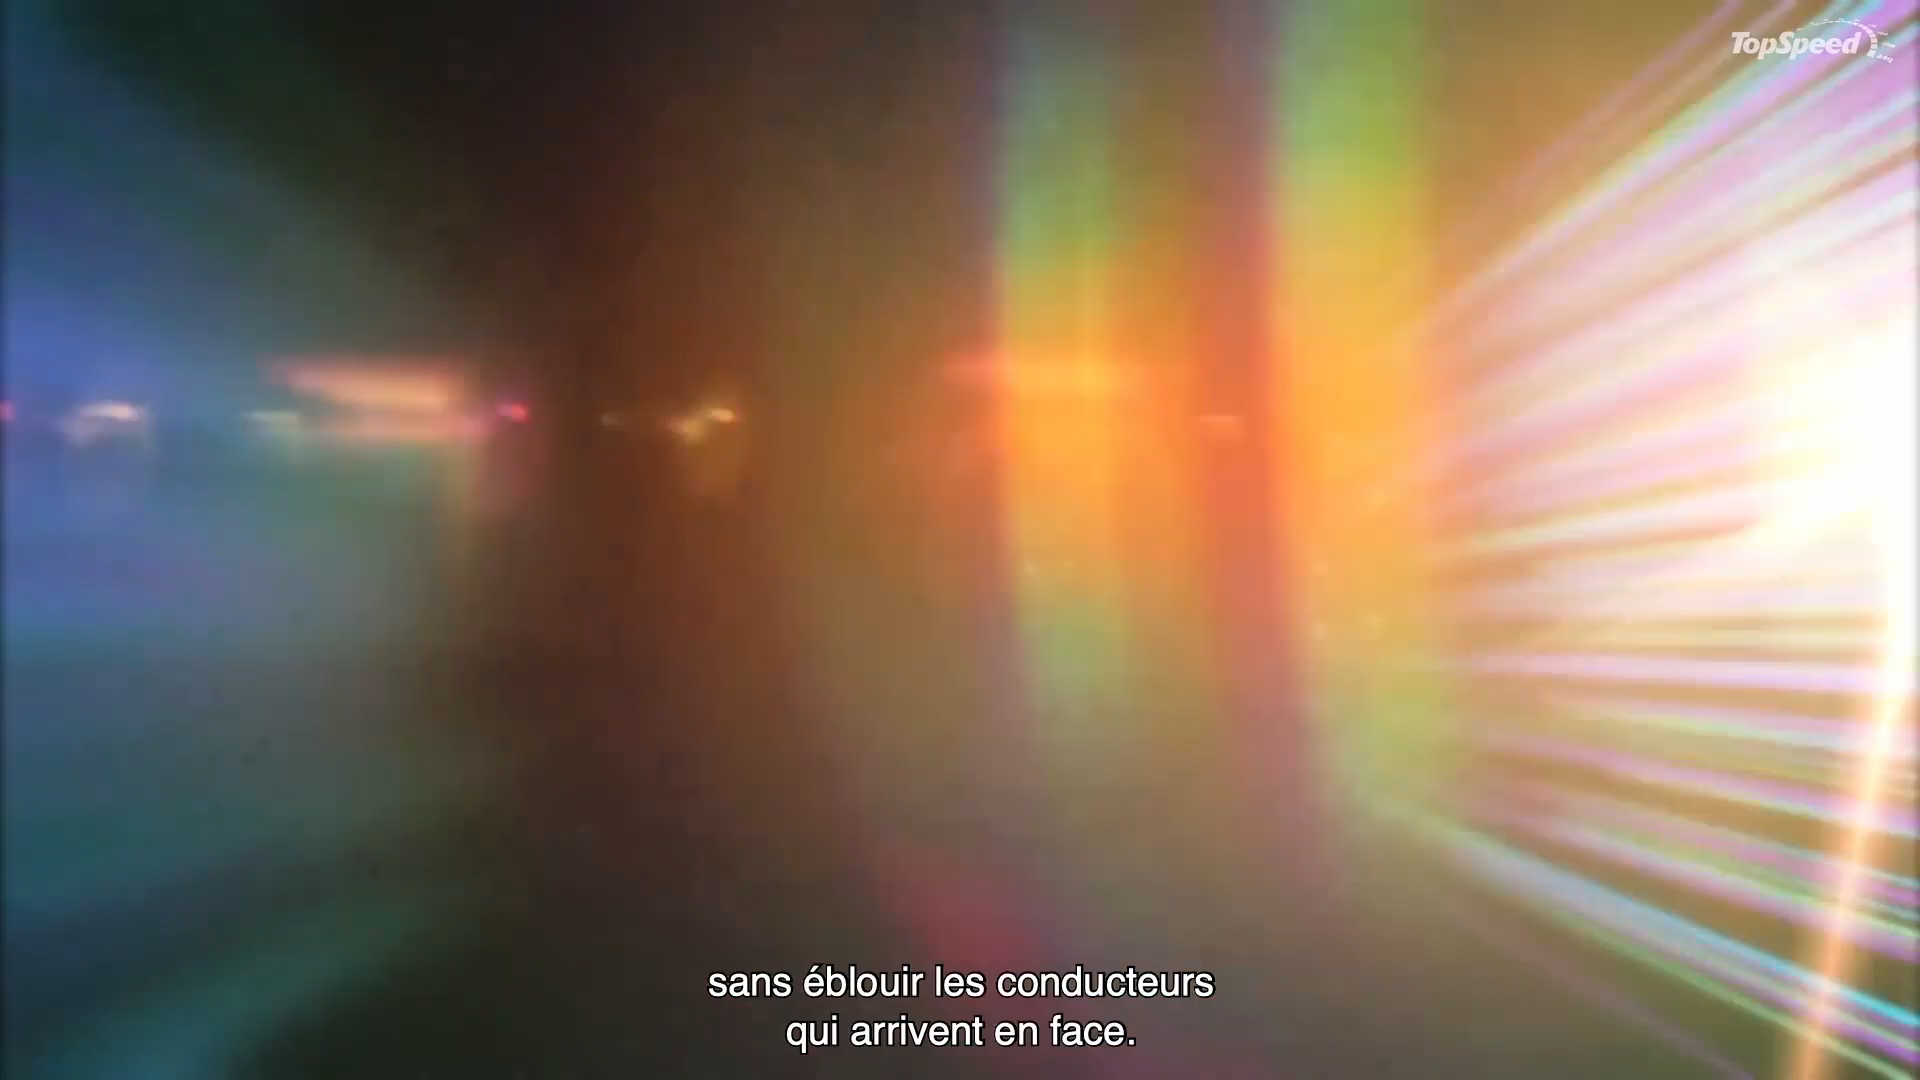 TopSpeed
sans éblouir les conducteurs
qui arrivent en face.